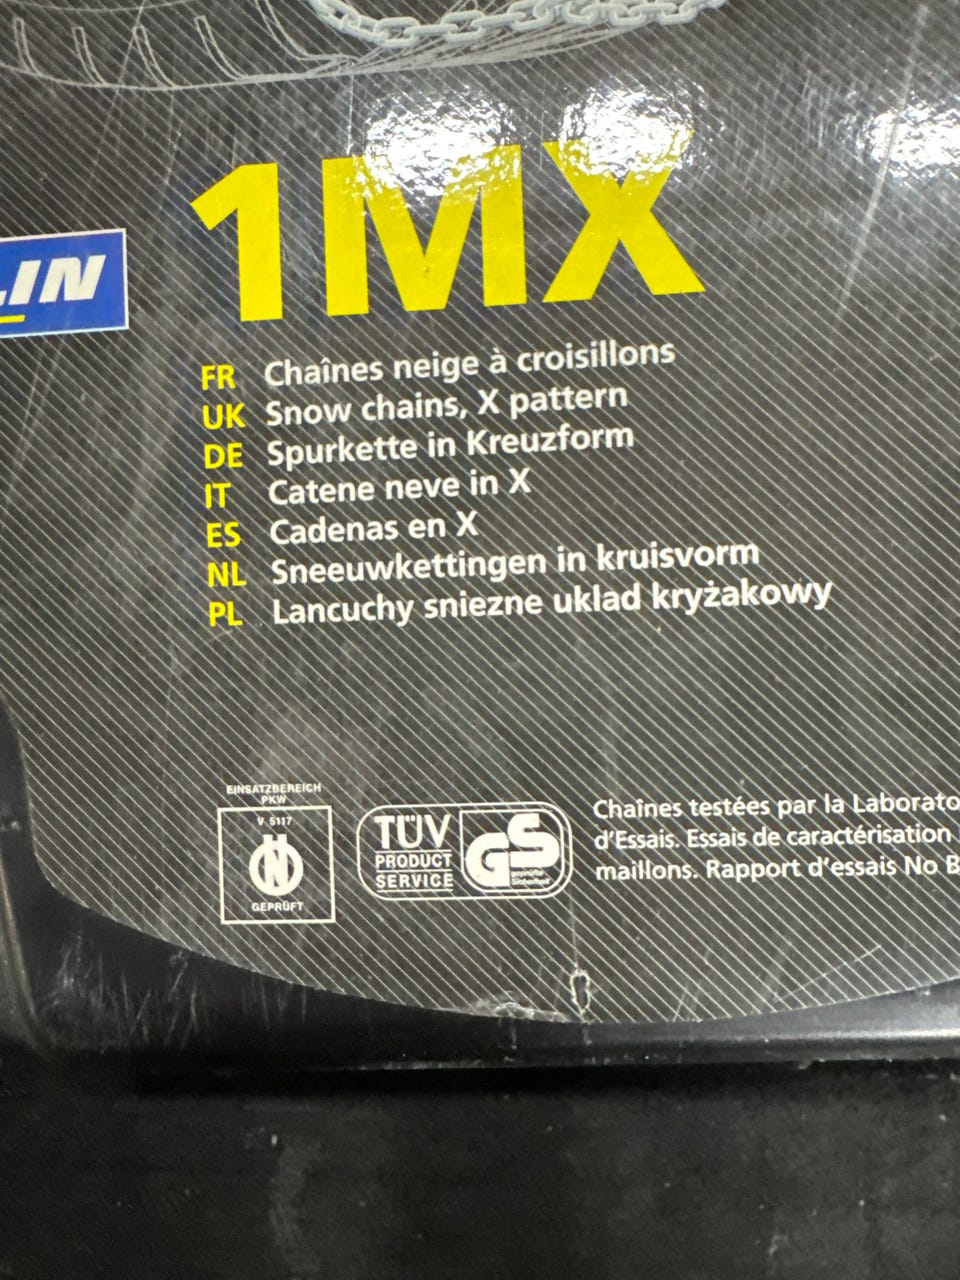 1MX
LIN
FR Chaînes neige à croisillons
UK Snow chains, X pattern
DE Spurkette in Kreuzform
IT Catene neve in X
ES Cadenas en X
NL Sneeuwkettingen in kruisvorm
PL Lancuchy sniezne uklad kryżakowy
EINSATZBEREICH
PKW
V 5117
N
GEPRÜFT
TÜV
PRODUCT
SERVICE
GS
geprüfte
Sicherheit
Chaînes testées par la Laborato
d'Essais. Essais de caractérisation
maillons. Rapport d'essais No B